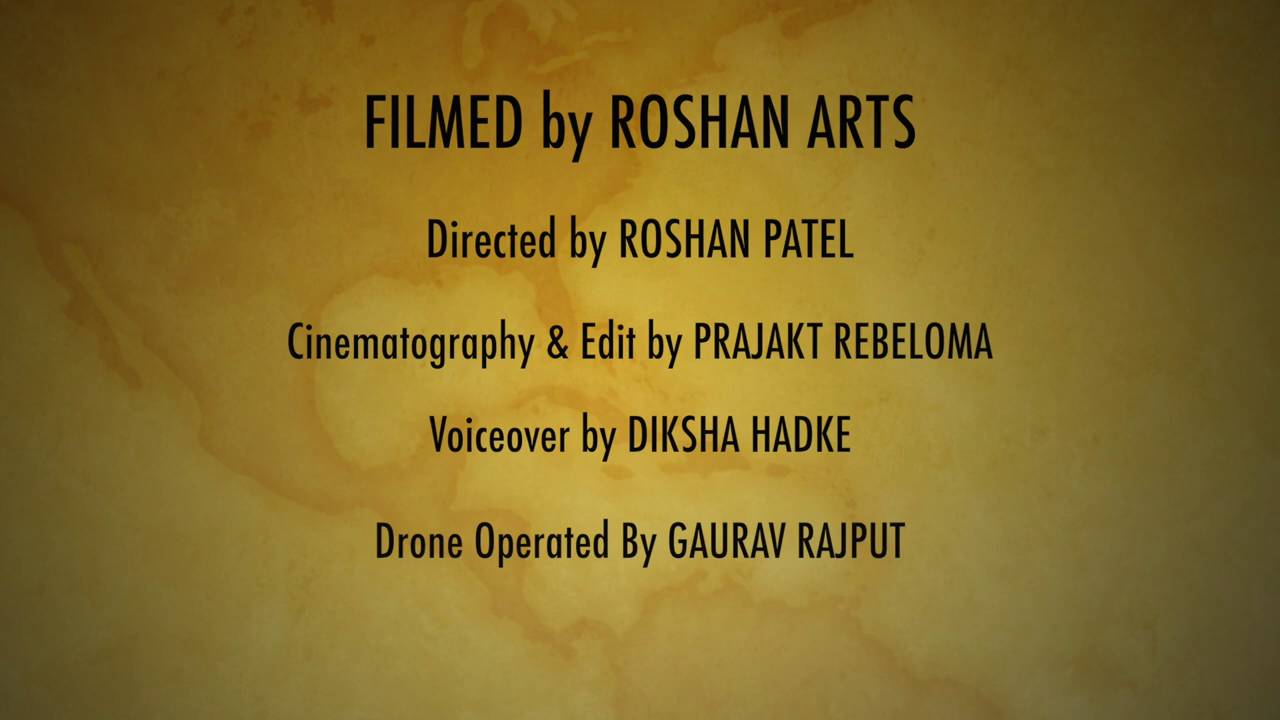 FILMED by ROSHAN ARTS
Directed by ROSHAN PATEL
Cinematography & Edit by PRAJAKT REBELOMA
Voiceover by DIKSHA HADKE
Drone Operated By GAURAV RAJPUT